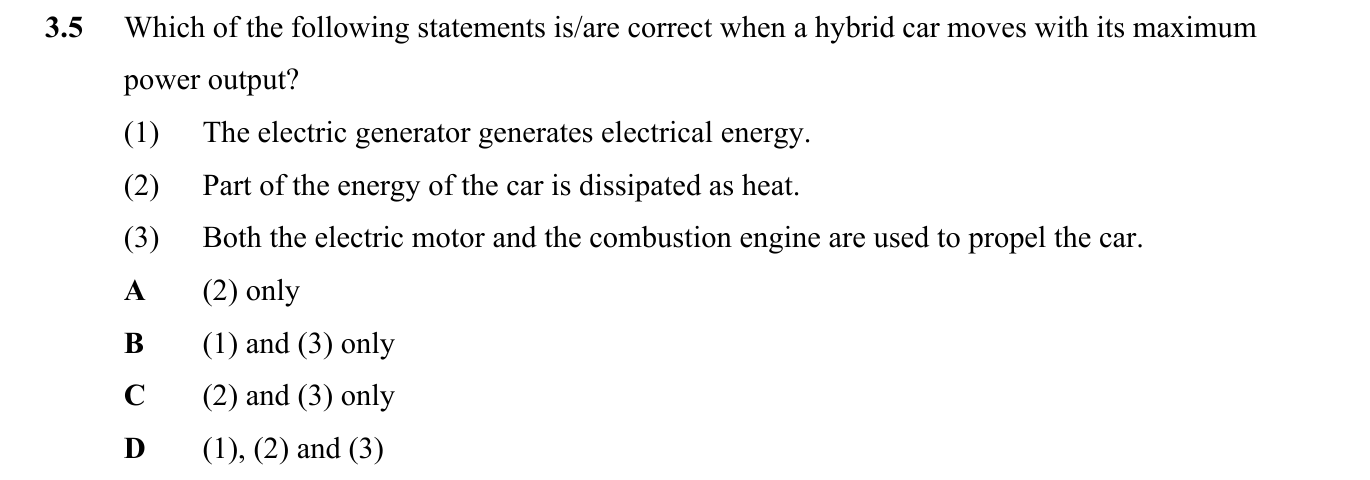 3.5 Which of the following statements is/are correct when a hybrid car moves with its maximum
power output?
(1) The electric generator generates electrical energy.
(2) Part of the energy of the car is dissipated as heat.
(3) Both the electric motor and the combustion engine are used to propel the car.
A (2) only
B (1) and (3) only
C (2) and (3) only
D (1), (2) and (3)